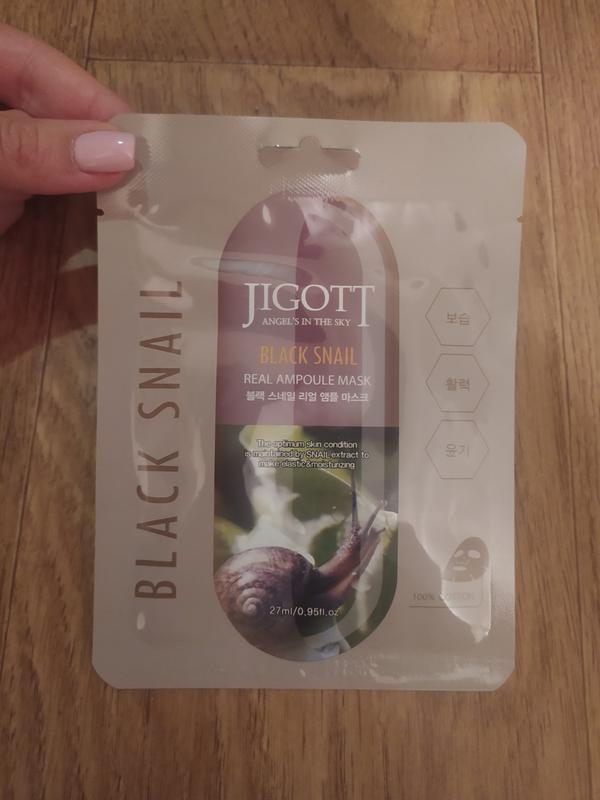 BLACK SNAIL
JIGOTT
ANGEL'S IN THE SKY
BLACK SNAIL
REAL AMPOULE MASK
블랙 스네일 리얼 앰플 마스크
The optimum skin condition
is maintained by SNAIL extract to
make elastic&moisturizing
27ml/0.95fl.oz
보습
활력
윤기
100% COTTON